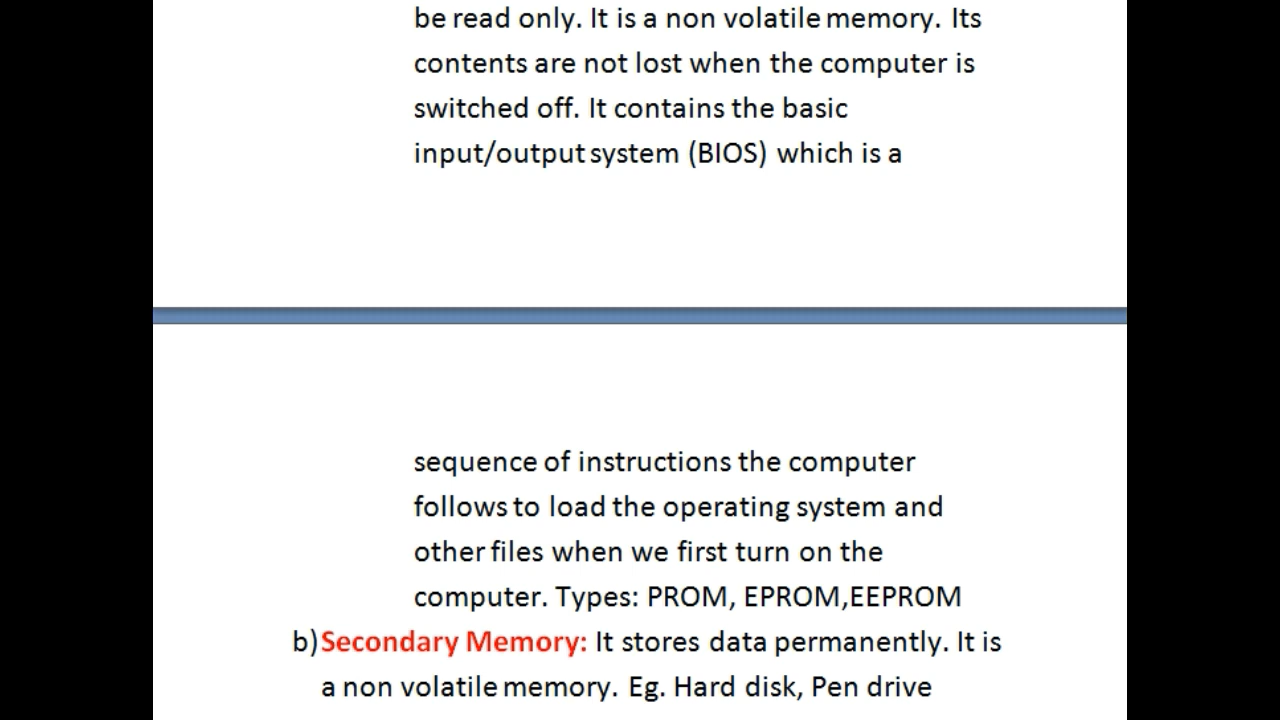 be read only. It is a non volatile memory. Its
contents are not lost when the computer is
switched off. It contains the basic
input/output system (BIOS) which is a
sequence of instructions the computer
follows to load the operating system and
other files when we first turn on the
computer. Types: PROM, EPROM,EEPROM
b)Secondary Memory: It stores data permanently. It is
a non volatile memory. Eg. Hard disk, Pen drive